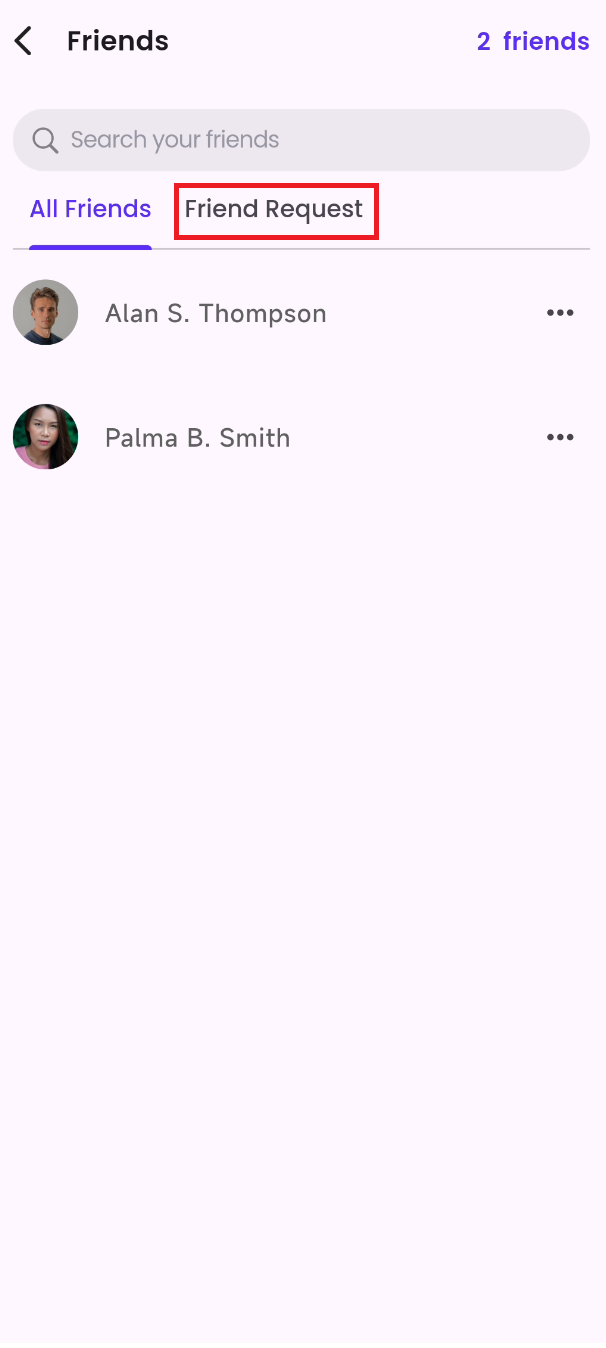 Friends 2 friends
Search your friends
All Friends Friend Request
Alan S. Thompson
Palma B. Smith